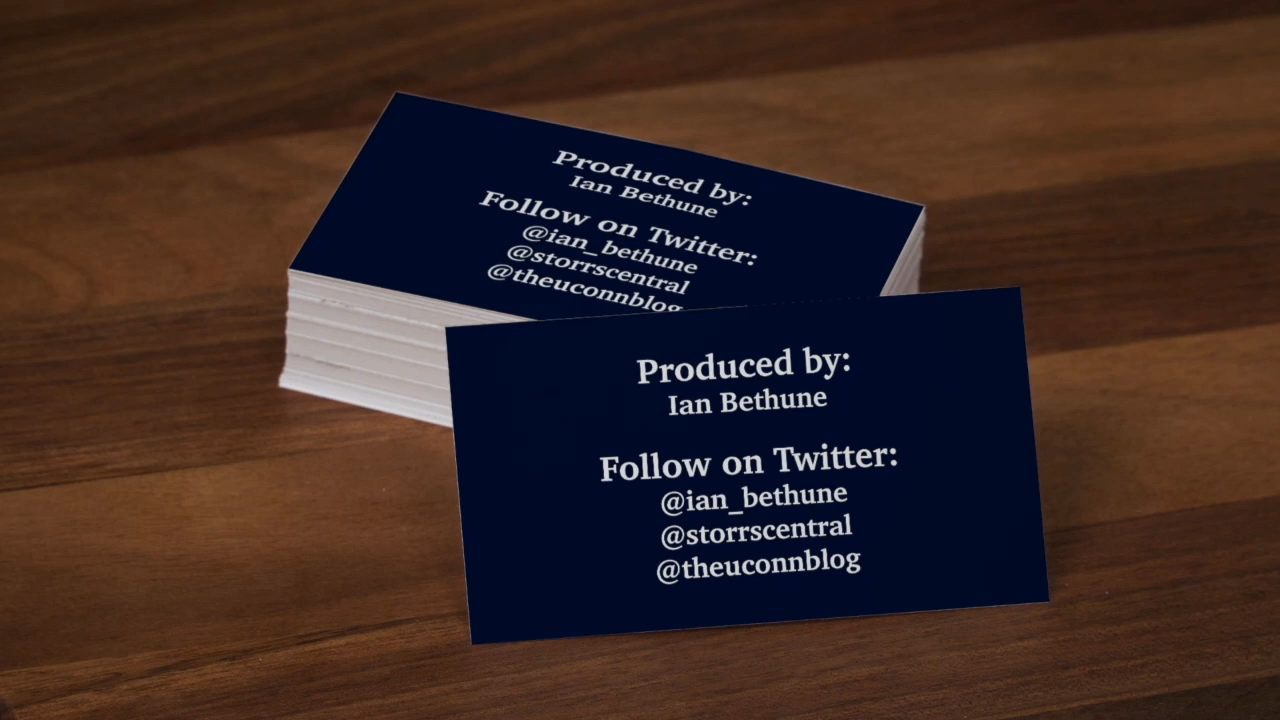 Produced by:
Ian Bethune
Follow on Twitter:
@ian_bethune
@storrscentral
@theuconnblog
Produced by:
Ian Bethune
Follow on Twitter:
@ian_bethune
@storrscentral
@theuconnblog